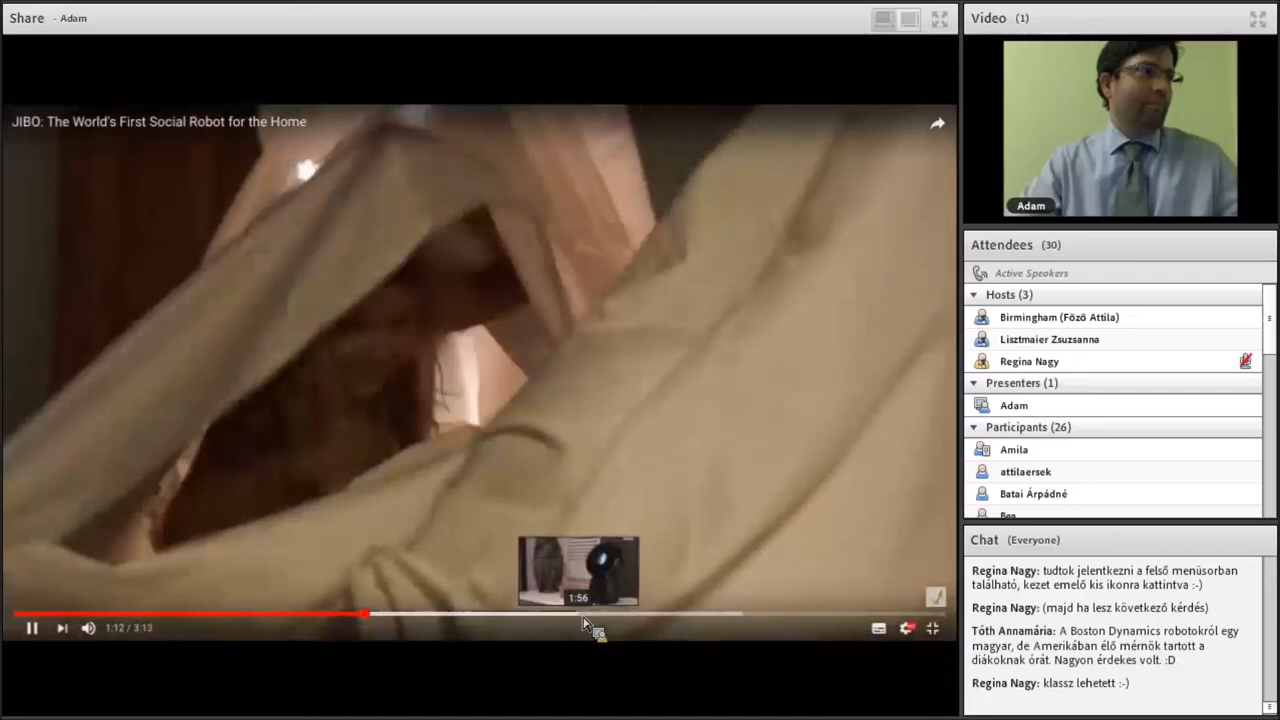 Share - Adam
JIBO: The World's First Social Robot for the Home
1:56
1:12 / 3:13
Video (1)
Adam
Attendees (30)
Active Speakers
Hosts (3)
Birmingham (Főző Attila)
Lisztmaier Zsuzsanna
Regina Nagy
Presenters (1)
Adam
Participants (26)
Amila
attilaersek
Batai Árpádné
Bea
Chat (Everyone)
Regina Nagy: tudtok jelentkezni a felső menüsorban
található, kezet emelő kis ikonra kattintva :-)
Regina Nagy: (majd ha lesz következő kérdés)
Tóth Annamária: A Boston Dynamics robotokról egy
magyar, de Amerikában élő mérnök tartott a
diákoknak órát. Nagyon érdekes volt. :D
Regina Nagy: klassz lehetett :-)